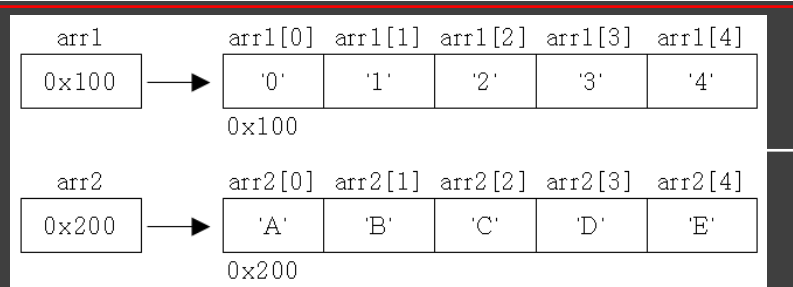 arr1 arr1[0] arr1[1] arr1[2] arr1[3] arr1[4]
0x100 '0' '1' '2' '3' '4'
0x100
arr2 arr2[0] arr2[1] arr2[2] arr2[3] arr2[4]
0x200 'A' 'B' 'C' 'D' 'E'
0x200